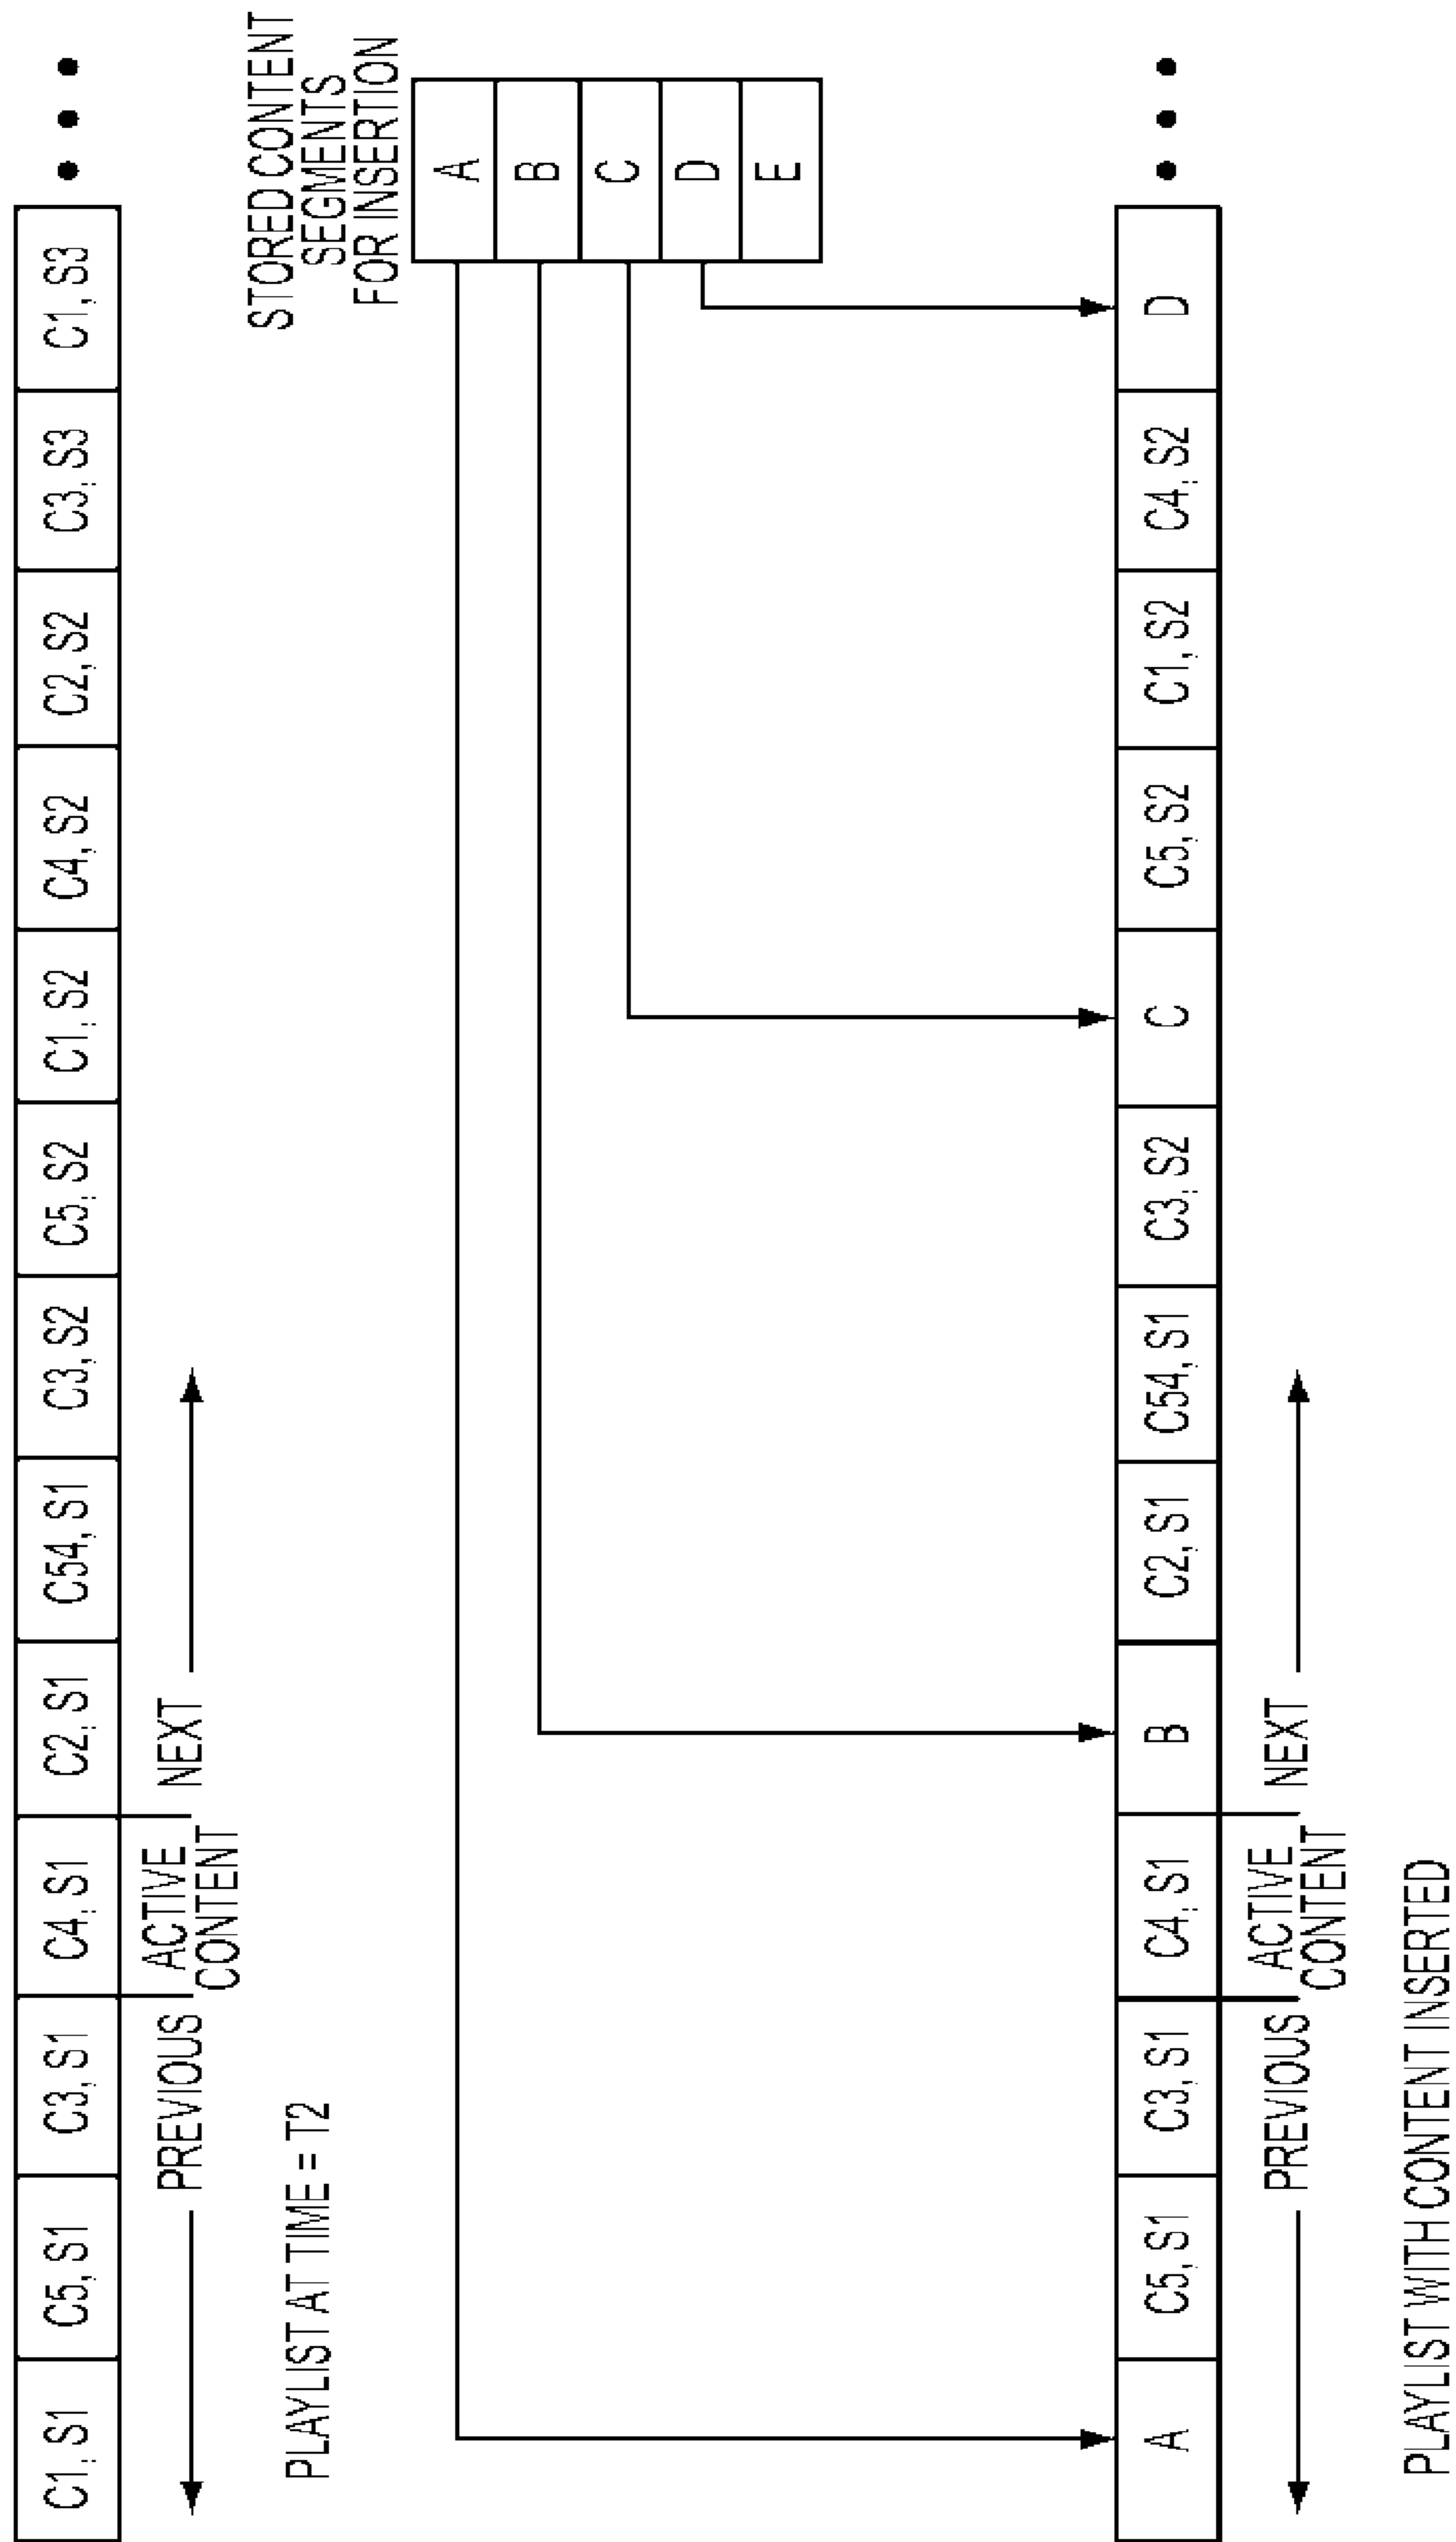 C1, S1
C5, S1
C3, S1
C4, S1
C2, S1
C54, S1
C3, S2
C5, S2
C1, S2
C4, S2
C2, S2
C3, S3
C1, S3
PREVIOUS
ACTIVE
CONTENT
NEXT
PLAYLIST AT TIME = T2
STORED CONTENT
SEGMENTS
FOR INSERTION
A
B
C
D
E
A
C5, S1
C3, S1
C4, S1
B
C2, S1
C54, S1
C3, S2
C
C5, S2
C1, S2
C4, S2
D
PREVIOUS
ACTIVE
CONTENT
NEXT
PLAYLIST WITH CONTENT INSERTED